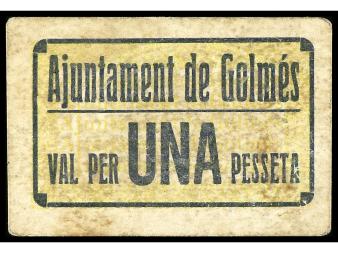 Ajuntament de Golmés
VAL PER UNA PESSETA